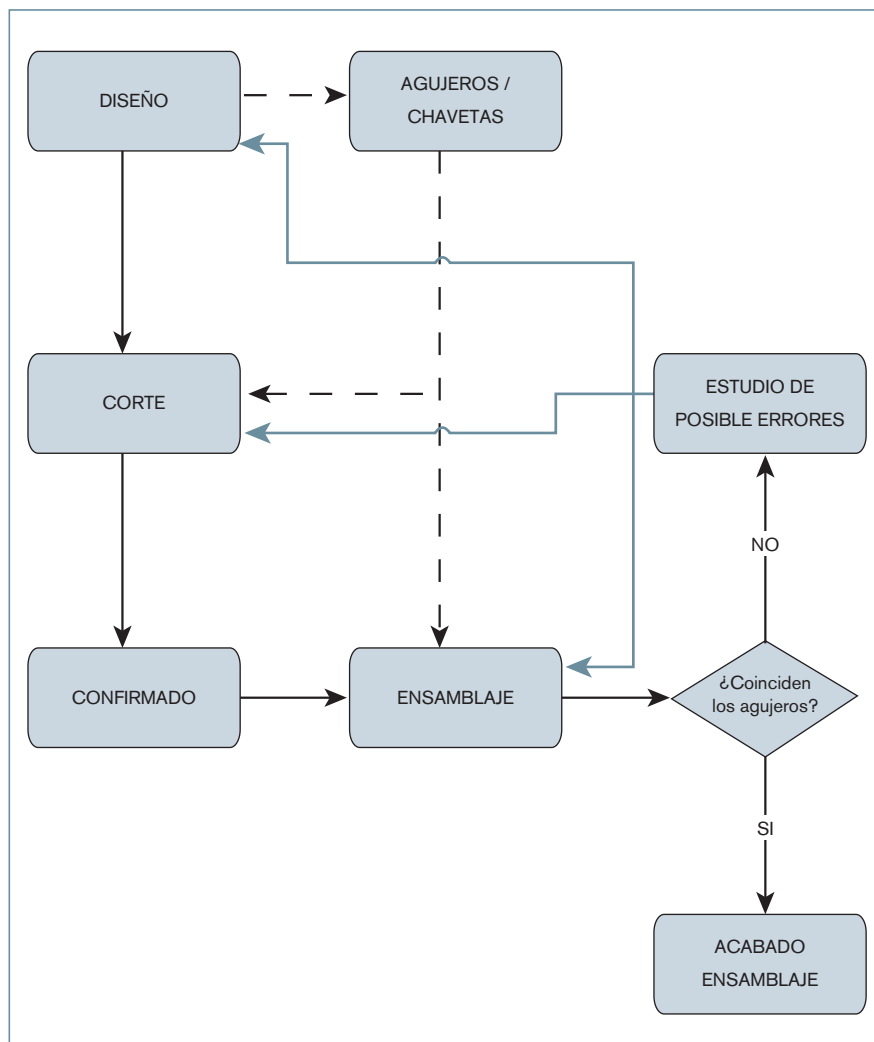 DISEÑO
AGUJEROS /
CHAVETAS
CORTE
ESTUDIO DE
POSIBLE ERRORES
NO
CONFIRMADO
ENSAMBLAJE
¿Coinciden
los agujeros?
SI
ACABADO
ENSAMBLAJE